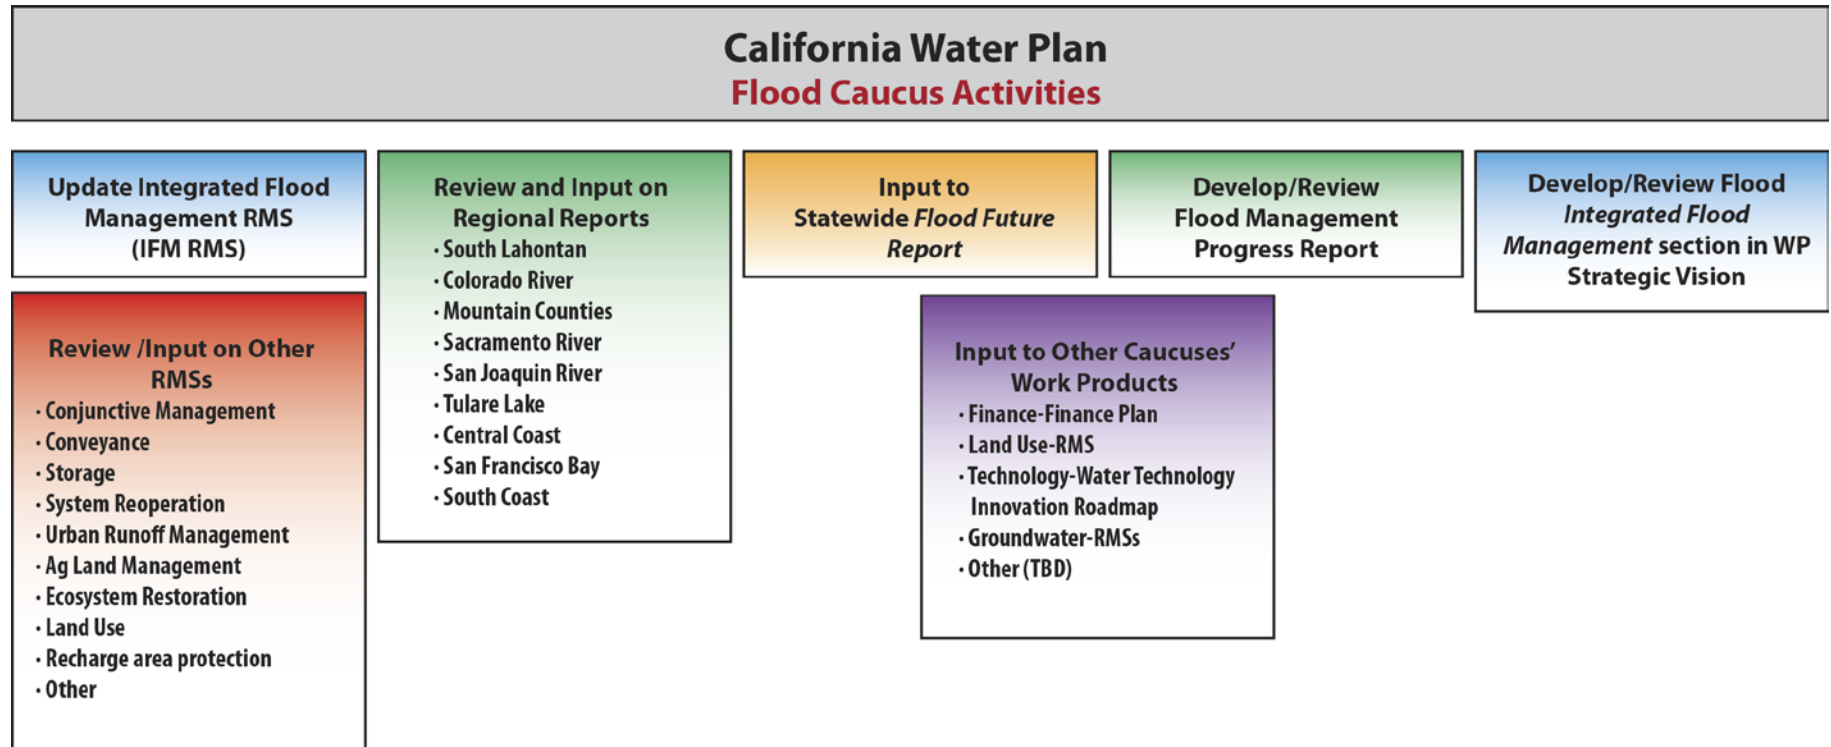 California Water Plan
Flood Caucus Activities
Update Integrated Flood
Management RMS
(IFM RMS)
Review /Input on Other
RMSs
· Conjunctive Management
· Conveyance
· Storage
· System Reoperation
· Urban Runoff Management
· Ag Land Management
· Ecosystem Restoration
· Land Use
· Recharge area protection
· Other
Review and Input on
Regional Reports
· South Lahontan
· Colorado River
· Mountain Counties
· Sacramento River
· San Joaquin River
· Tulare Lake
· Central Coast
· San Francisco Bay
· South Coast
Input to
Statewide Flood Future
Report
Develop/Review
Flood Management
Progress Report
Input to Other Caucuses’
Work Products
· Finance-Finance Plan
· Land Use-RMS
· Technology-Water Technology
Innovation Roadmap
· Groundwater-RMSs
· Other (TBD)
Develop/Review Flood
Integrated Flood
Management section in WP
Strategic Vision